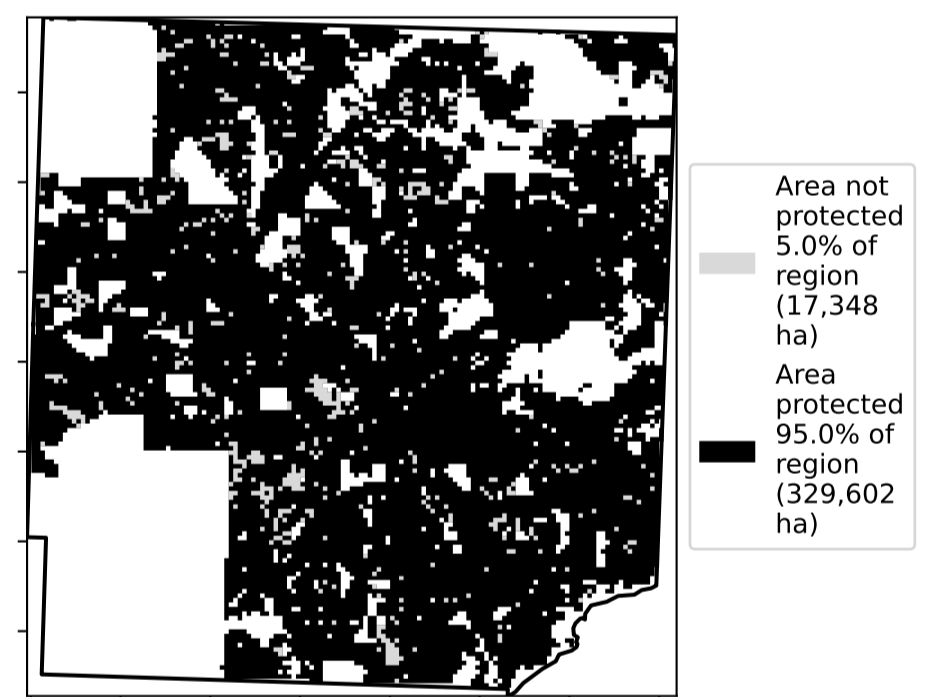 Area not
protected
5.0% of
region
(17,348
ha)
Area
protected
95.0% of
region
(329,602
ha)